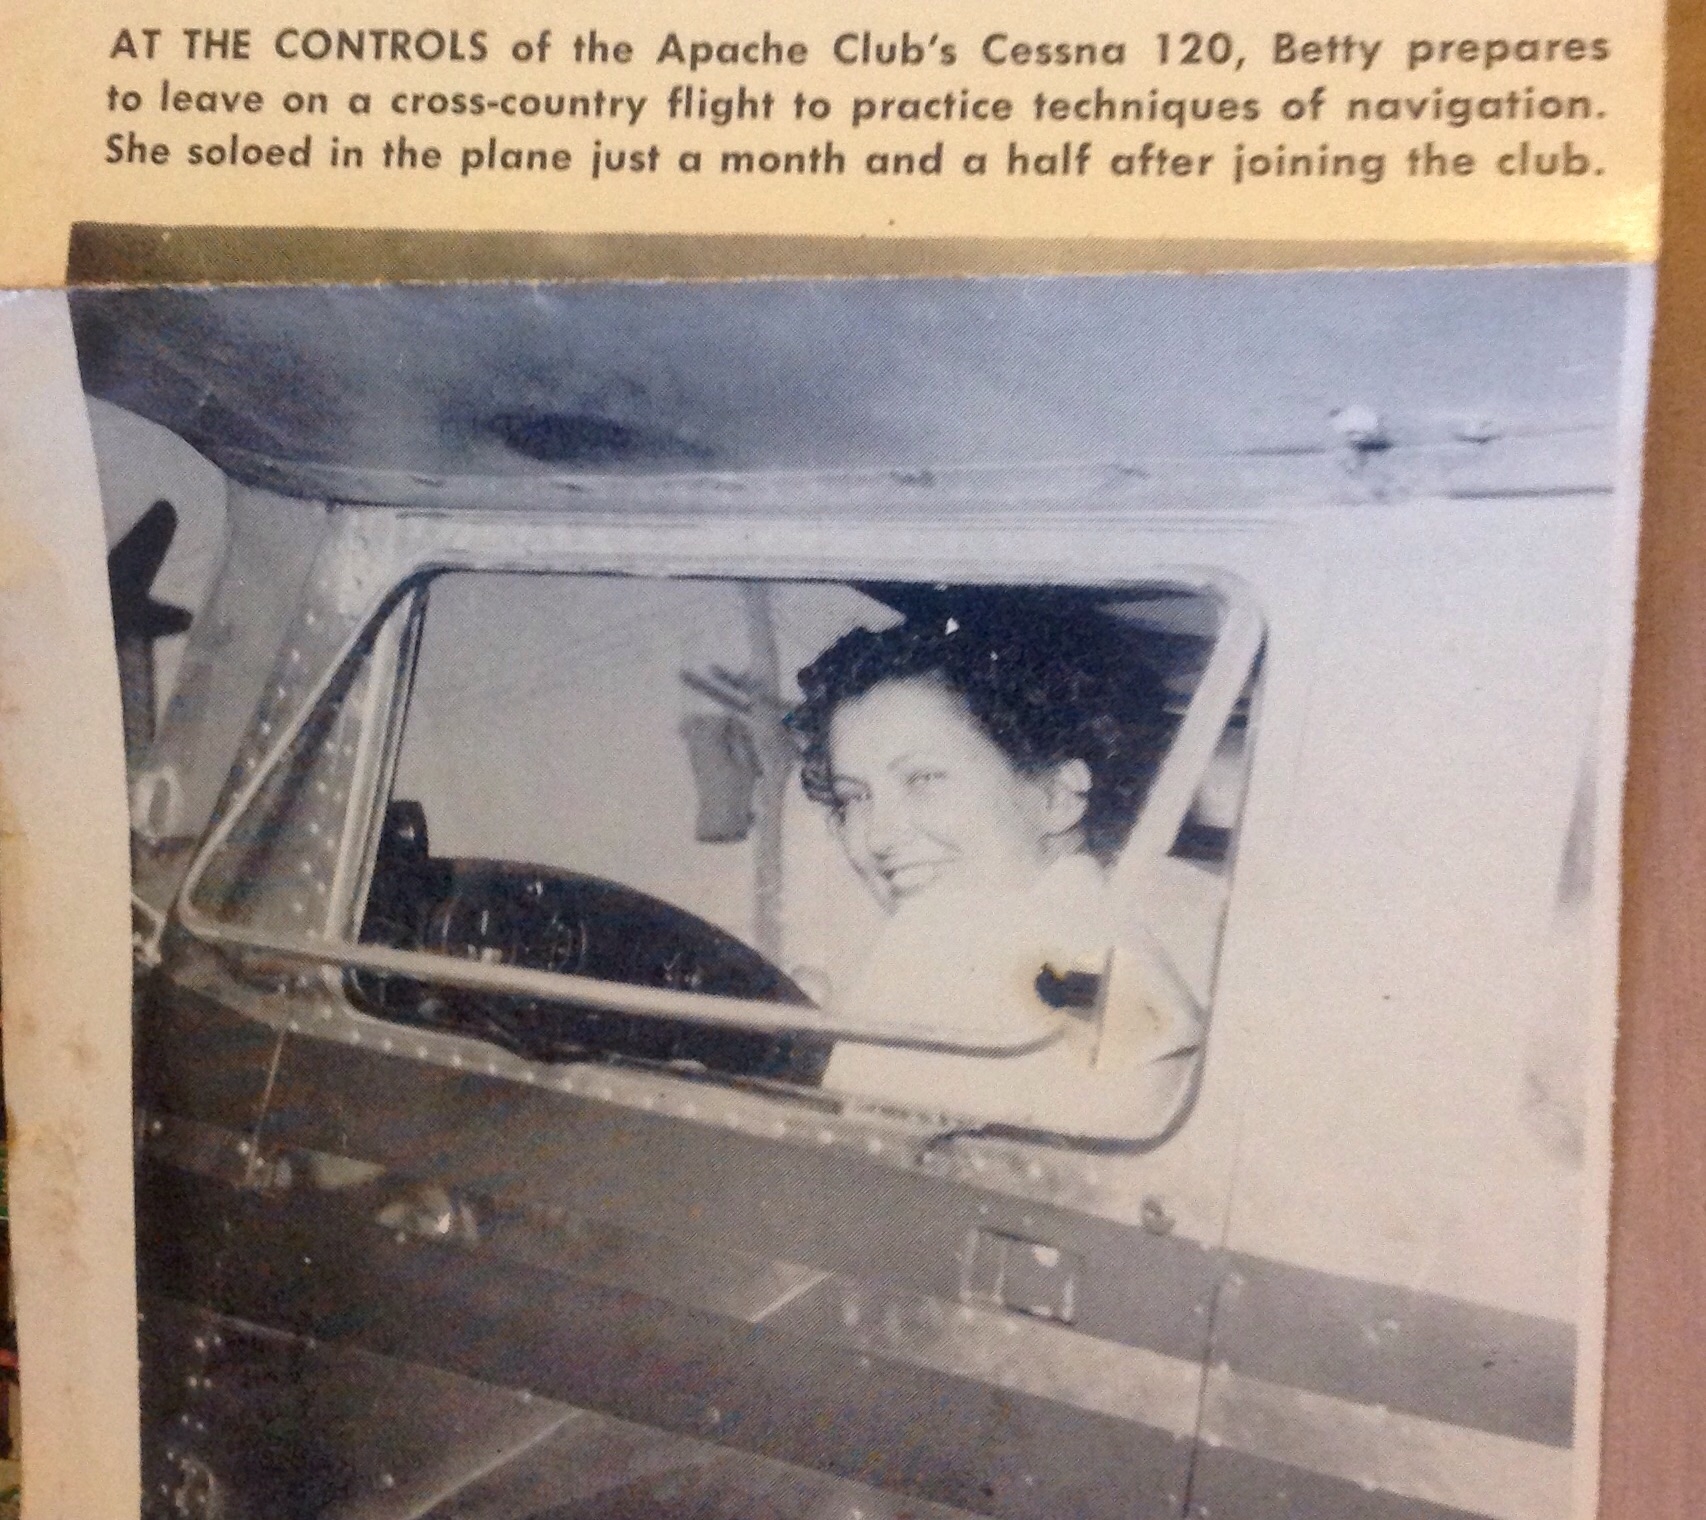 AT THE CONTROLS of the Apache Club's Cessna 120, Betty prepares
to leave on a cross-country flight to practice techniques of navigation.
She soloed in the plane just a month and a half after joining the club.